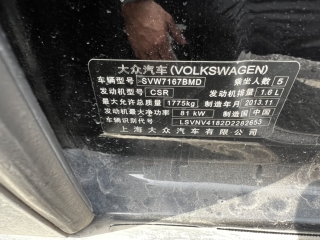 大众汽车(VOLKSWAGEN)
车辆型号 SVW7167BMD 乘坐人数 5
发动机型号 CSR 发动机排量 1.6L
最大允许总质量 1775kg 制造年月 2013.11
发动机最大净功率 81 kW 制造国 中国
车辆识别代号 LSVNV4182D2282653
上海大众汽车有限公司